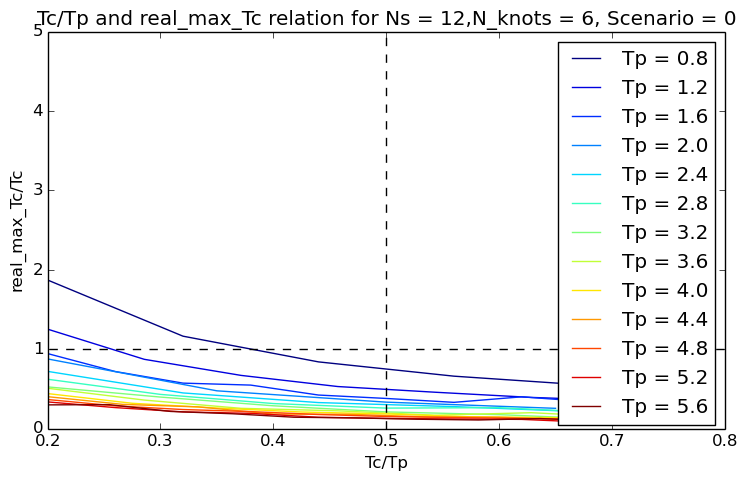 Tc/Tp and real_max_Tc relation for Ns = 12,N_knots = 6, Scenario = 0
real_max_Tc/Tc
5
4
3
2
1
0
0.2 0.3 0.4 0.5 0.6 0.7 0.8
Tc/Tp
Tp = 0.8
Tp = 1.2
Tp = 1.6
Tp = 2.0
Tp = 2.4
Tp = 2.8
Tp = 3.2
Tp = 3.6
Tp = 4.0
Tp = 4.4
Tp = 4.8
Tp = 5.2
Tp = 5.6